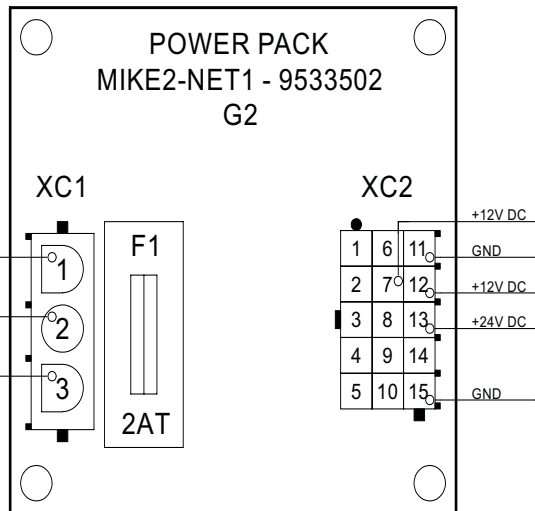 POWER PACK
MIKE2-NET1 - 9533502
G2
XC1
XC2
F1
2AT
1
2
3
1 6 11
2 7 12
3 8 13
4 9 14
5 10 15
+12V DC
GND
+12V DC
+24V DC
GND